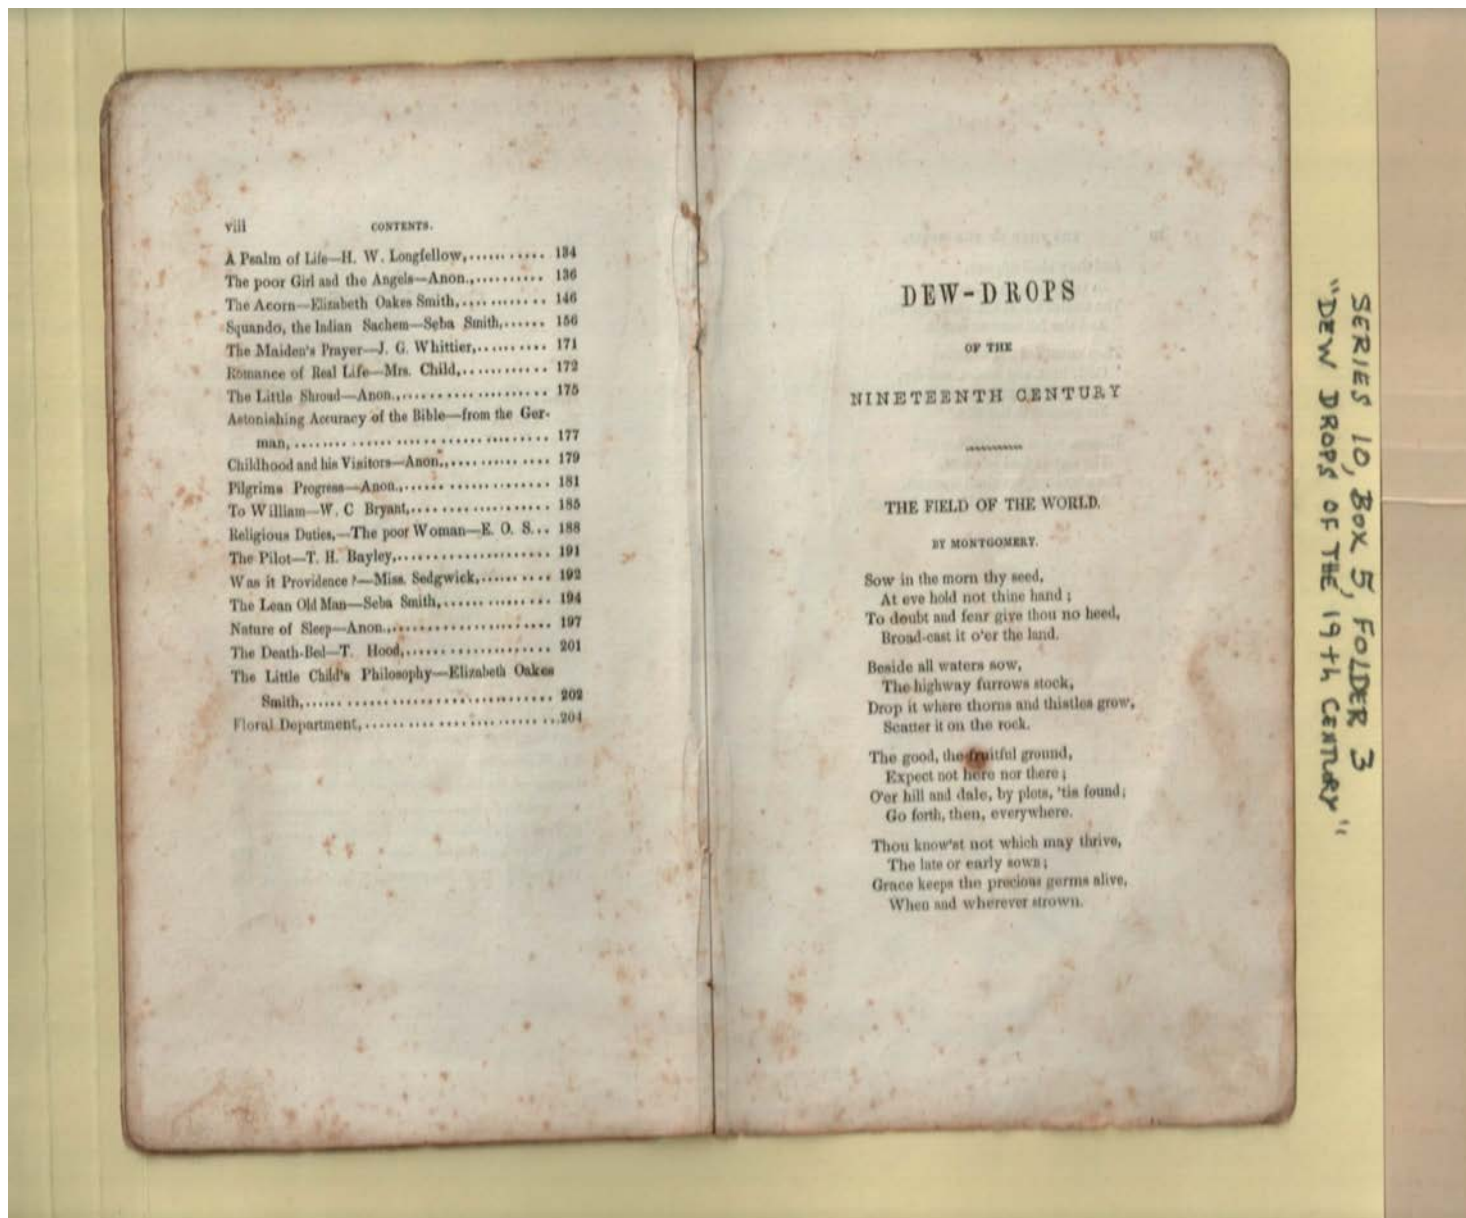 viii CONTENTS.
A Psalm of Life—H. W. Longfellow,........... 134
The poor Girl and the Angels—Anon.,.......... 136
The Acorn—Elizabeth Oakes Smith,............ 146
Squando, the Indian Sachem—Seba Smith,...... 156
The Maiden's Prayer—J. G. Whittier,.......... 171
Romance of Real Life—Mrs. Child,............ 172
The Little Shroud—Anon.,.................... 175
Astonishing Accuracy of the Bible—from the Ger-
man, .................................... 177
Childhood and his Visitors—Anon.,............ 179
Pilgrims Progress—Anon.,.................... 181
To William—W. C Bryant,.................... 185
Religious Duties,—The poor Woman—E. O. S... 188
The Pilot—T. H. Bayley,...................... 191
Was it Providence?—Miss. Sedgwick,.......... 192
The Lean Old Man—Seba Smith,.............. 194
Nature of Sleep—Anon.,...................... 197
The Death-Bed—T. Hood,.................... 201
The Little Child's Philosophy—Elizabeth Oakes
Smith,.................................. 202
Floral Department,...........................204
DEW-DROPS
OF THE
NINETEENTH CENTURY
THE FIELD OF THE WORLD.
BY MONTGOMERY.
Sow in the morn thy seed,
At eve hold not thine hand;
To doubt and fear give thou no heed,
Broad-cast it o'er the land.
Beside all waters sow,
The highway furrows stock,
Drop it where thorns and thistles grow,
Scatter it on the rock.
The good, the fruitful ground,
Expect not here nor there;
O'er hill and dale, by plots, 'tis found;
Go forth, then, everywhere.
Thou know'st not which may thrive,
The late or early sown;
Grace keeps the precious germs alive,
When and wherever strown.
SERIES 10, BOX 5, FOLDER 3
"DEW DROPS OF THE 19th CENTURY"